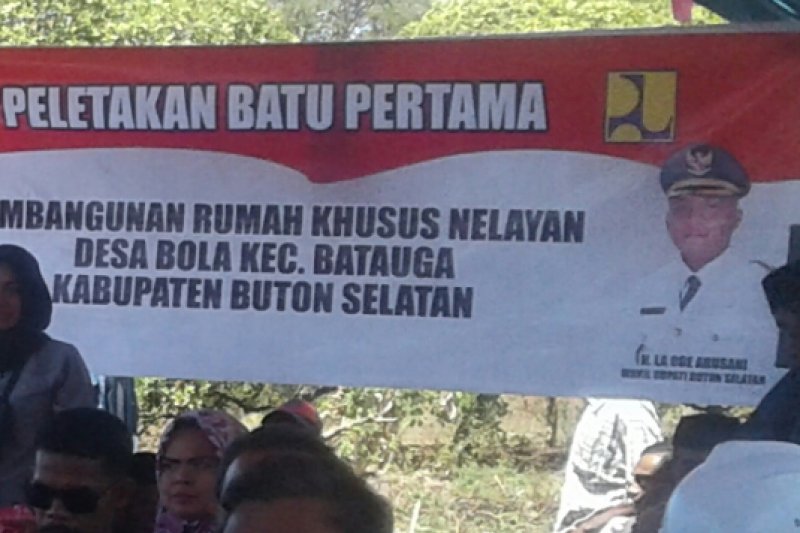 PELETAKAN BATU PERTAMA
MBANGUNAN RUMAH KHUSUS NELAYAN
DESA BOLA KEC. BATAUGA
KABUPATEN BUTON SELATAN
H. LA ODE ARUSANI
WAKIL BUPATI BUTON SELATAN